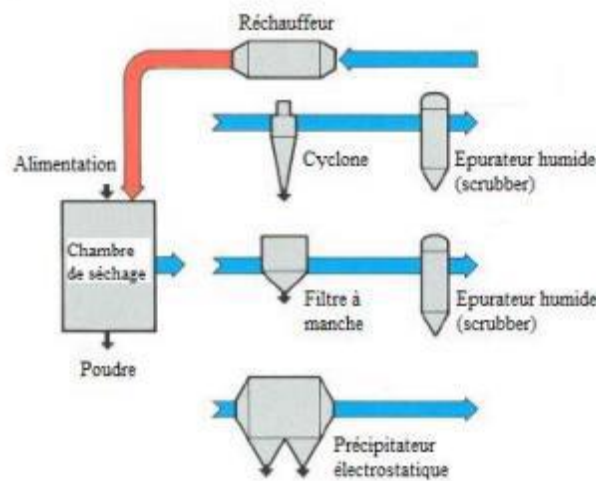 Réchauffeur
Alimentation
Cyclone
Epurateur humide
(scrubber)
Chambre
de séchage
Filtre à
manche
Epurateur humide
(scrubber)
Poudre
Précipitateur
électrostatique